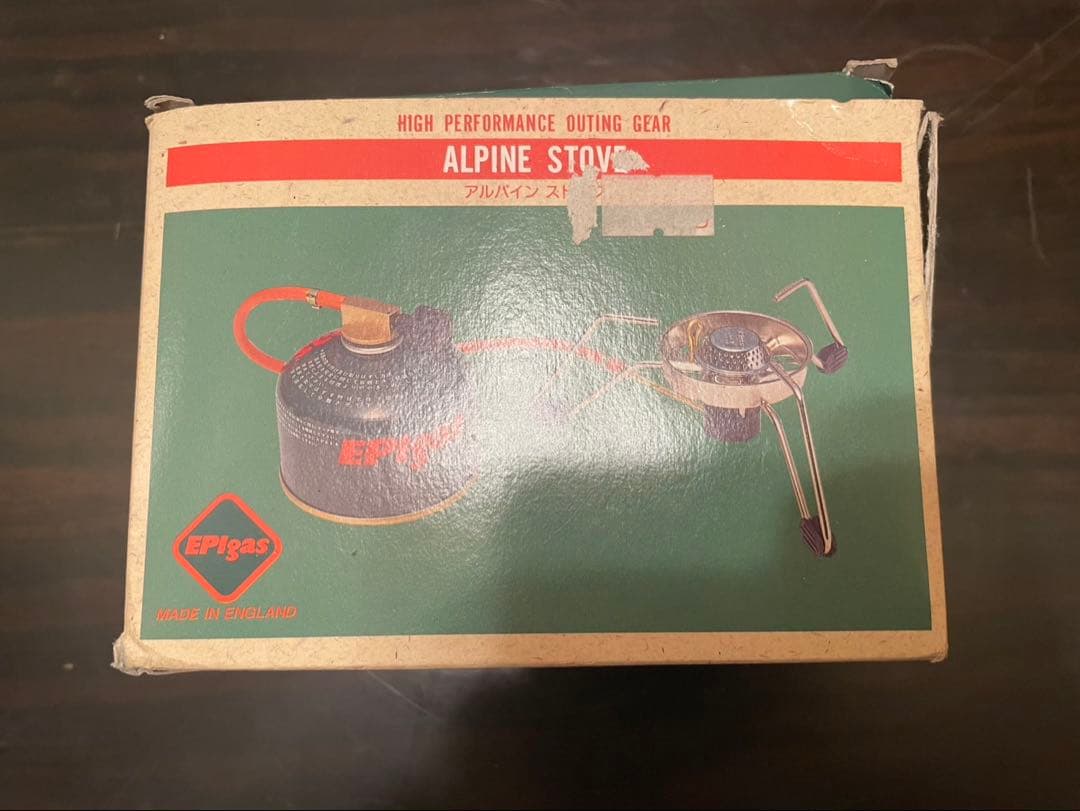 HIGH PERFORMANCE OUTING GEAR
ALPINE STOVE
アルパイン スト
EPIgas
EPIgas
MADE IN ENGLAND